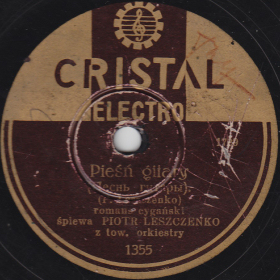 CRISTAL
ELECTRO
Pieśń gitary
romans cygański
śpiewa PIOTR LESZCZENKO
z tow. orkiestry
1355